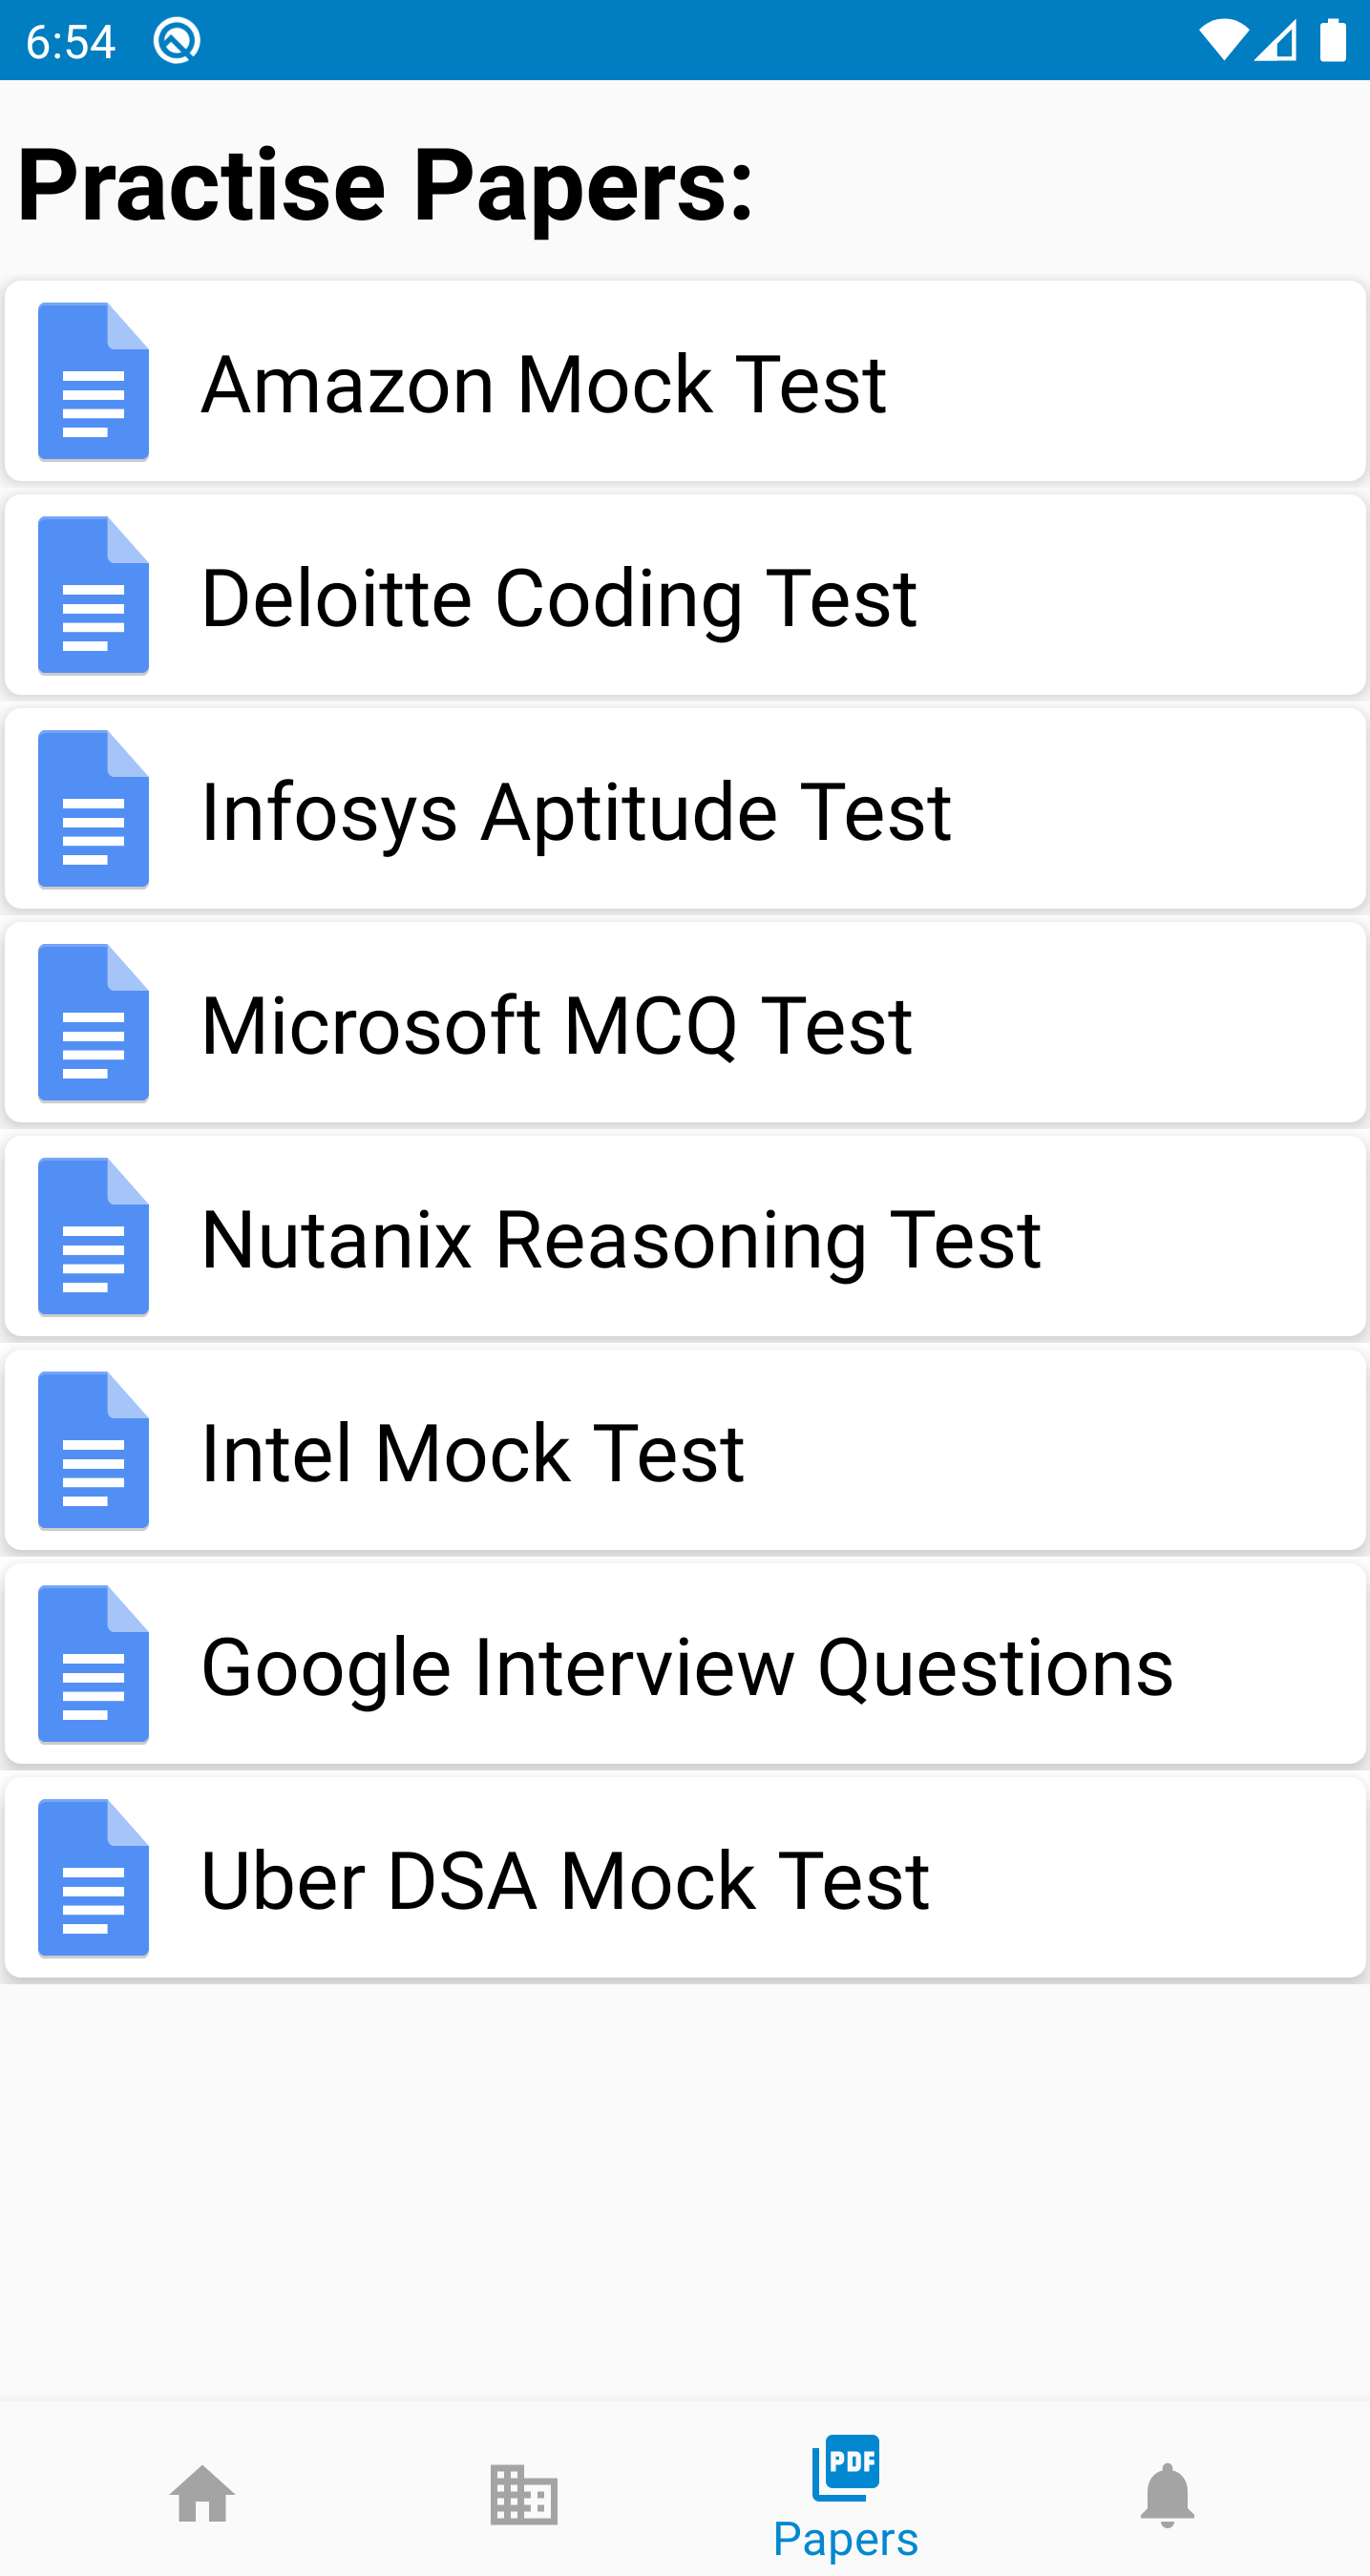 6:54
Practise Papers:
Amazon Mock Test
Deloitte Coding Test
Infosys Aptitude Test
Microsoft MCQ Test
Nutanix Reasoning Test
Intel Mock Test
Google Interview Questions
Uber DSA Mock Test
PDF
Papers